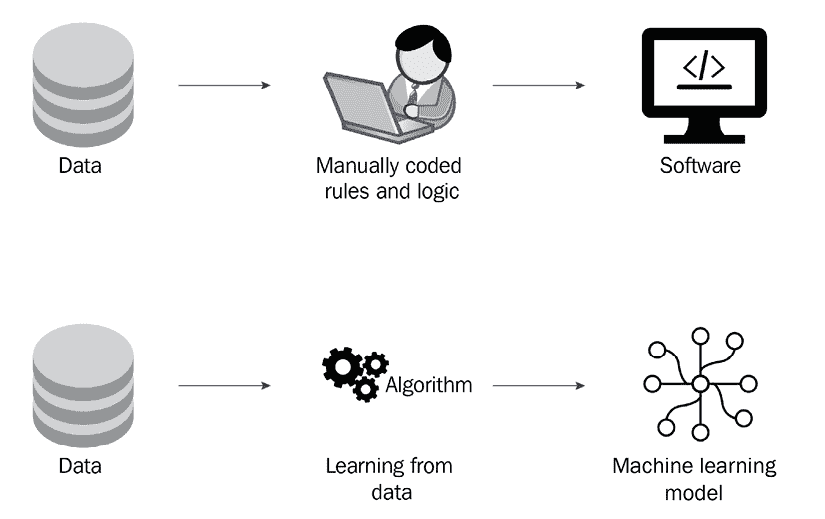 </>
Data
Manually coded
rules and logic
Software
Algorithm
Data
Learning from
data
Machine learning
model